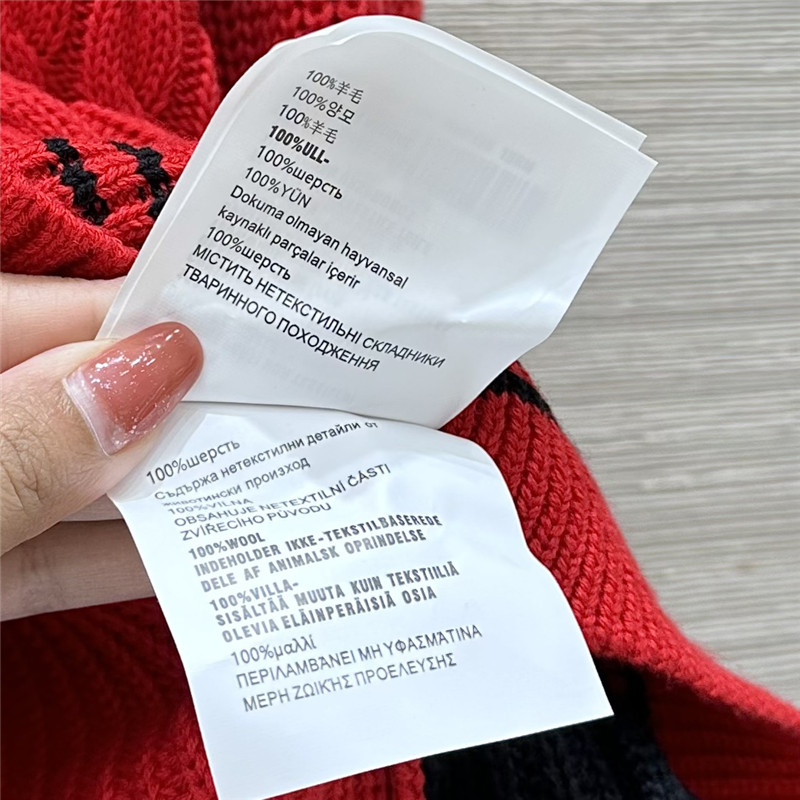 100%羊毛
100%양모
100%羊毛
100%ULL-
100%шерсть
100%YÜN
Dokuma olmayan hayvansal
kaynaklı parçalar içerir
100%шерсть
МІСТИТЬ НЕТЕКСТИЛЬНІ СКЛАДНИКИ
ТВАРИННОГО ПОХОДЖЕННЯ
100%шерсть
Съдържа нетекстилни детайли от
животински произход
100%VLNA
OBSAHUJE NETEXTILNÍ ČÁSTI
ZVÍŘECÍHO PŮVODU
100%WOOL
INDEHOLDER IKKE-TEKSTILBASEREDE
DELE AF ANIMALSK OPRINDELSE
100%VILLA-
SISÄLTÄÄ MUUTA KUIN TEKSTIILIÄ
OLEVIA ELÄINPERÄISIÄ OSIA
100%μαλλί
ΠΕΡΙΛΑΜΒΆΝΕΙ ΜΗ ΥΦΑΣΜΆΤΙΝΑ
ΜΕΡΗ ΖΩΙΚΉΣ ΠΡΟΕΛΕΥΣΗΣ